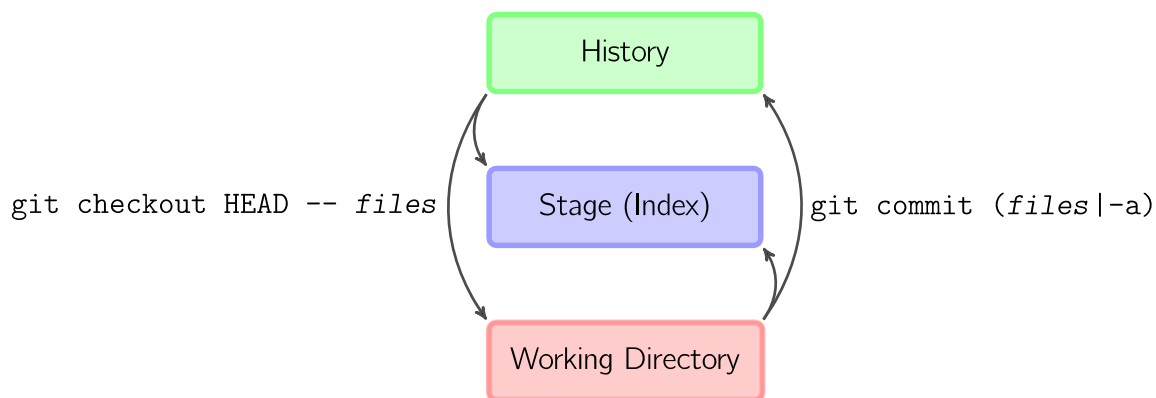 History
git checkout HEAD -- files
Stage (Index)
git commit (files|-a)
Working Directory